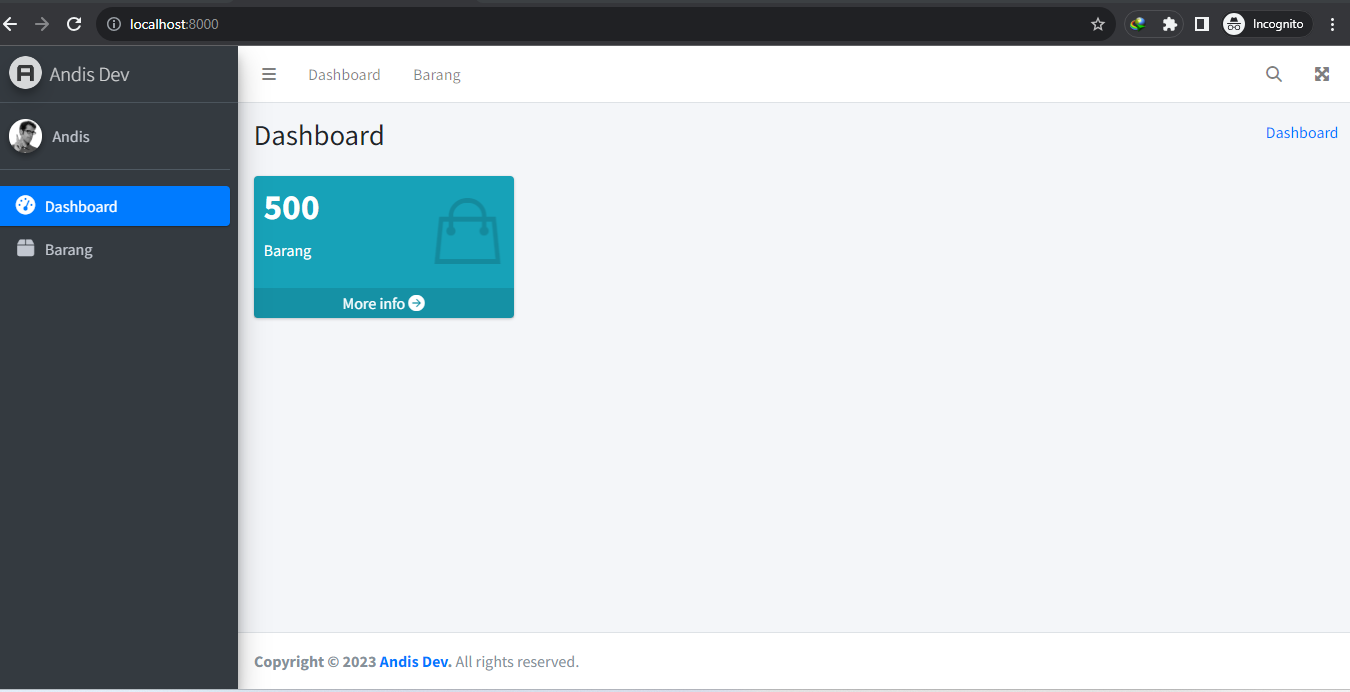 localhost:8000
Incognito
Andis Dev
Dashboard
Barang
Andis
Dashboard
Dashboard
Dashboard
Barang
500
Barang
More info
Copyright © 2023 Andis Dev. All rights reserved.